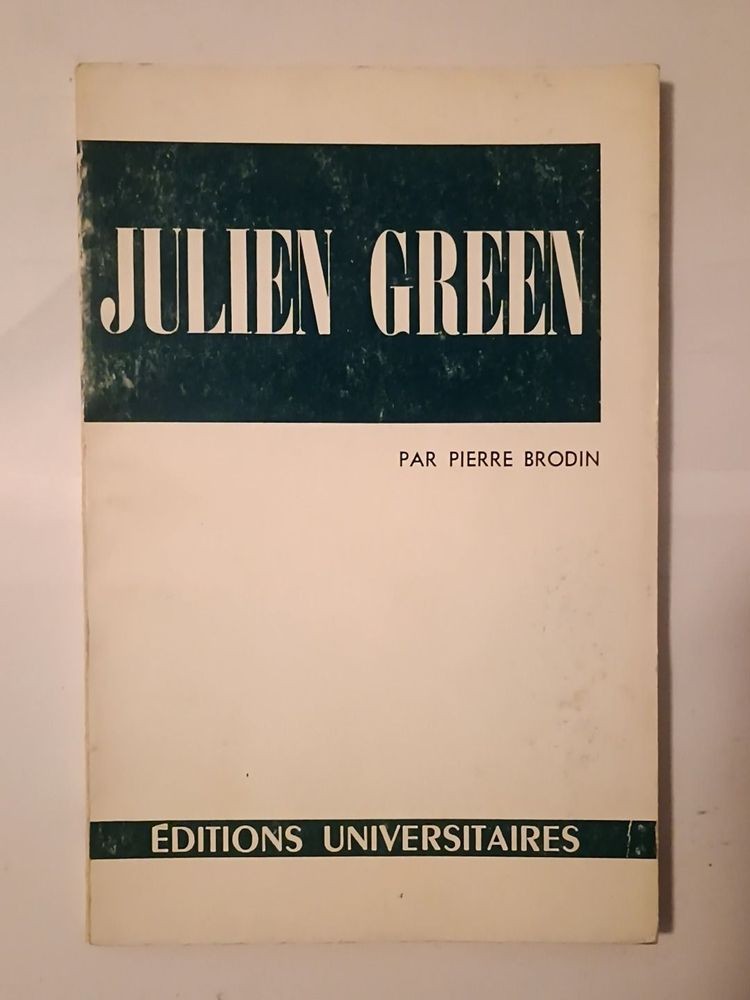 JULIEN GREEN
PAR PIERRE BRODIN
ÉDITIONS UNIVERSITAIRES